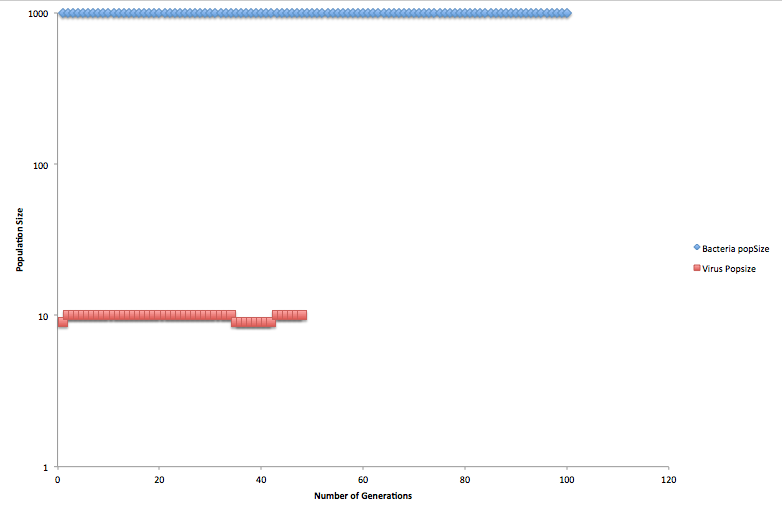 1000
100
10
1
Population Size
0 20 40 60 80 100 120
Number of Generations
Bacteria popSize
Virus Popsize